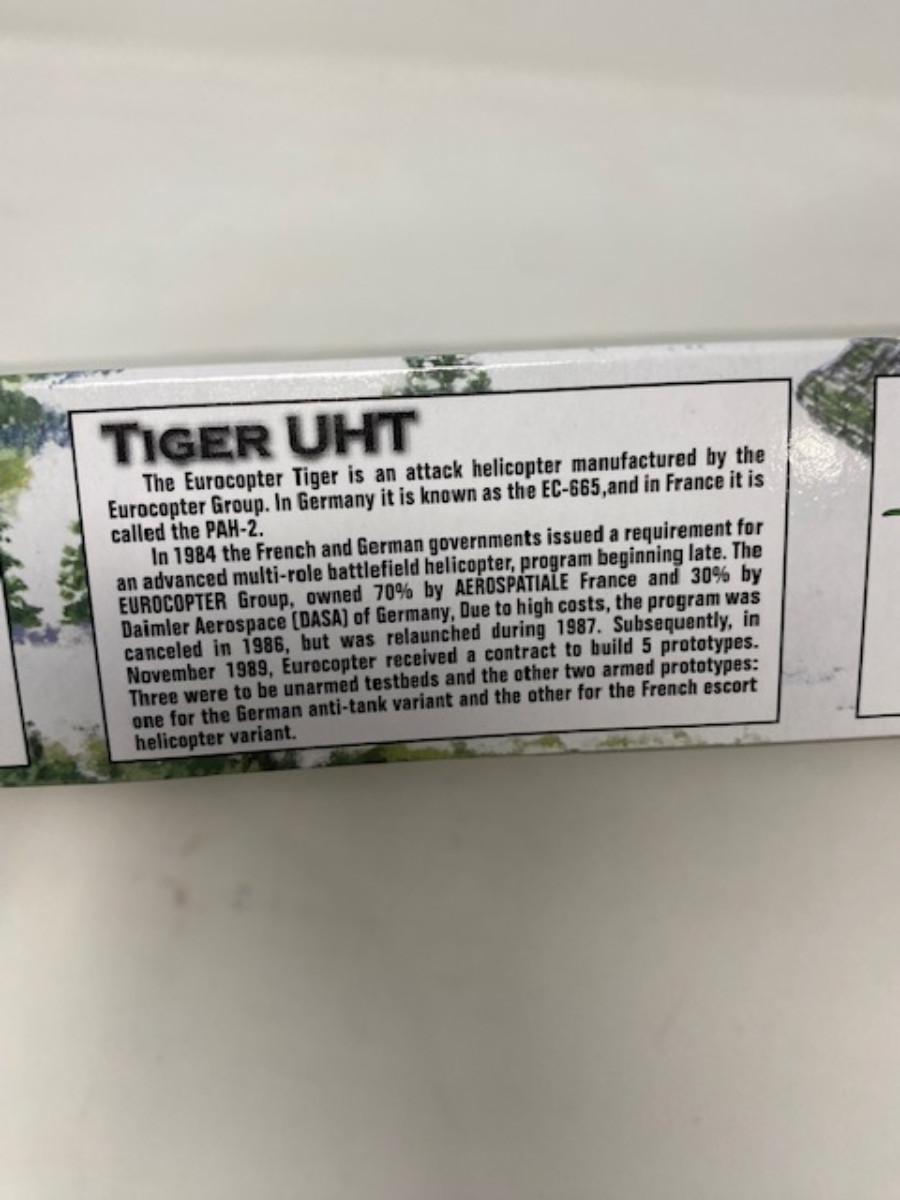 TIGER UHT
The Eurocopter Tiger is an attack helicopter manufactured by the
Eurocopter Group. In Germany it is known as the EC-665,and in France it is
called the PAH-2.
In 1984 the French and German governments issued a requirement for
an advanced multi-role battlefield helicopter, program beginning late. The
EUROCOPTER Group, owned 70% by AEROSPATIALE France and 30% by
Daimler Aerospace (DASA) of Germany, Due to high costs, the program was
canceled in 1986, but was relaunched during 1987. Subsequently, in
November 1989, Eurocopter received a contract to build 5 prototypes.
Three were to be unarmed testbeds and the other two armed prototypes:
one for the German anti-tank variant and the other for the French escort
helicopter variant.